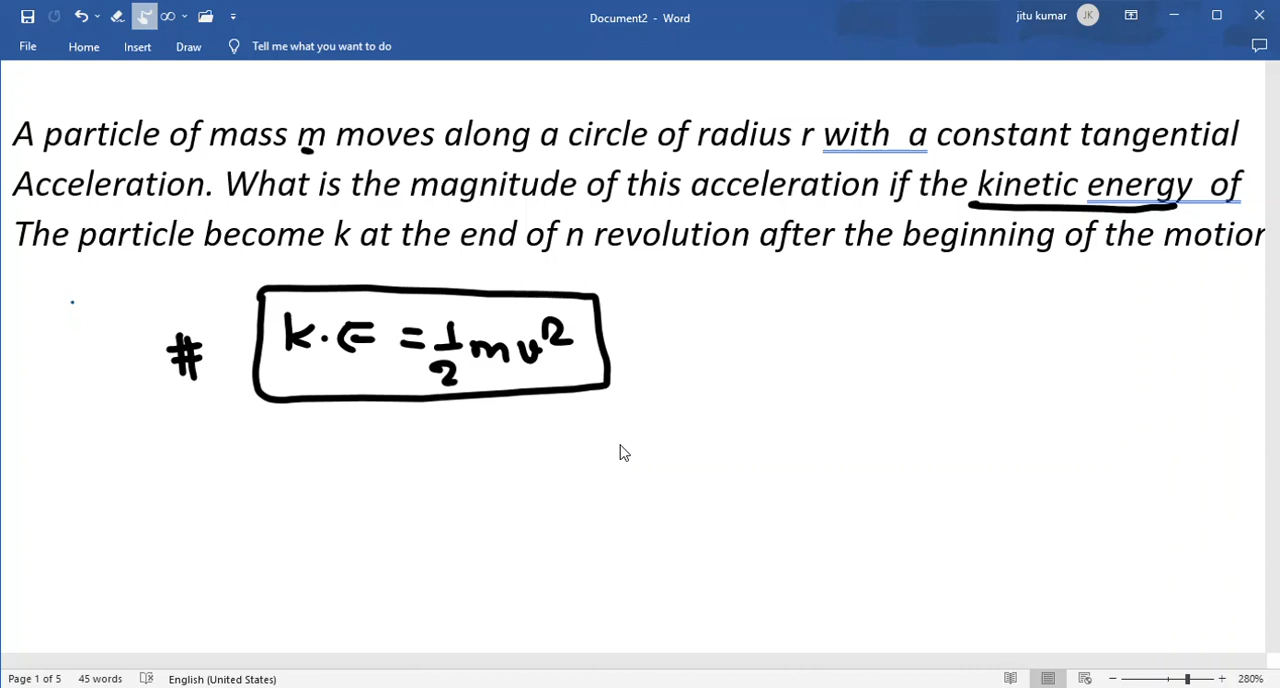 Document2 - Word
jitu kumar JK
File Home Insert Draw Tell me what you want to do
A particle of mass m moves along a circle of radius r with a constant tangential
Acceleration. What is the magnitude of this acceleration if the kinetic energy of
The particle become k at the end of n revolution after the beginning of the motion
# K.E = 1/2 mv²
Page 1 of 5 45 words English (United States) 280%